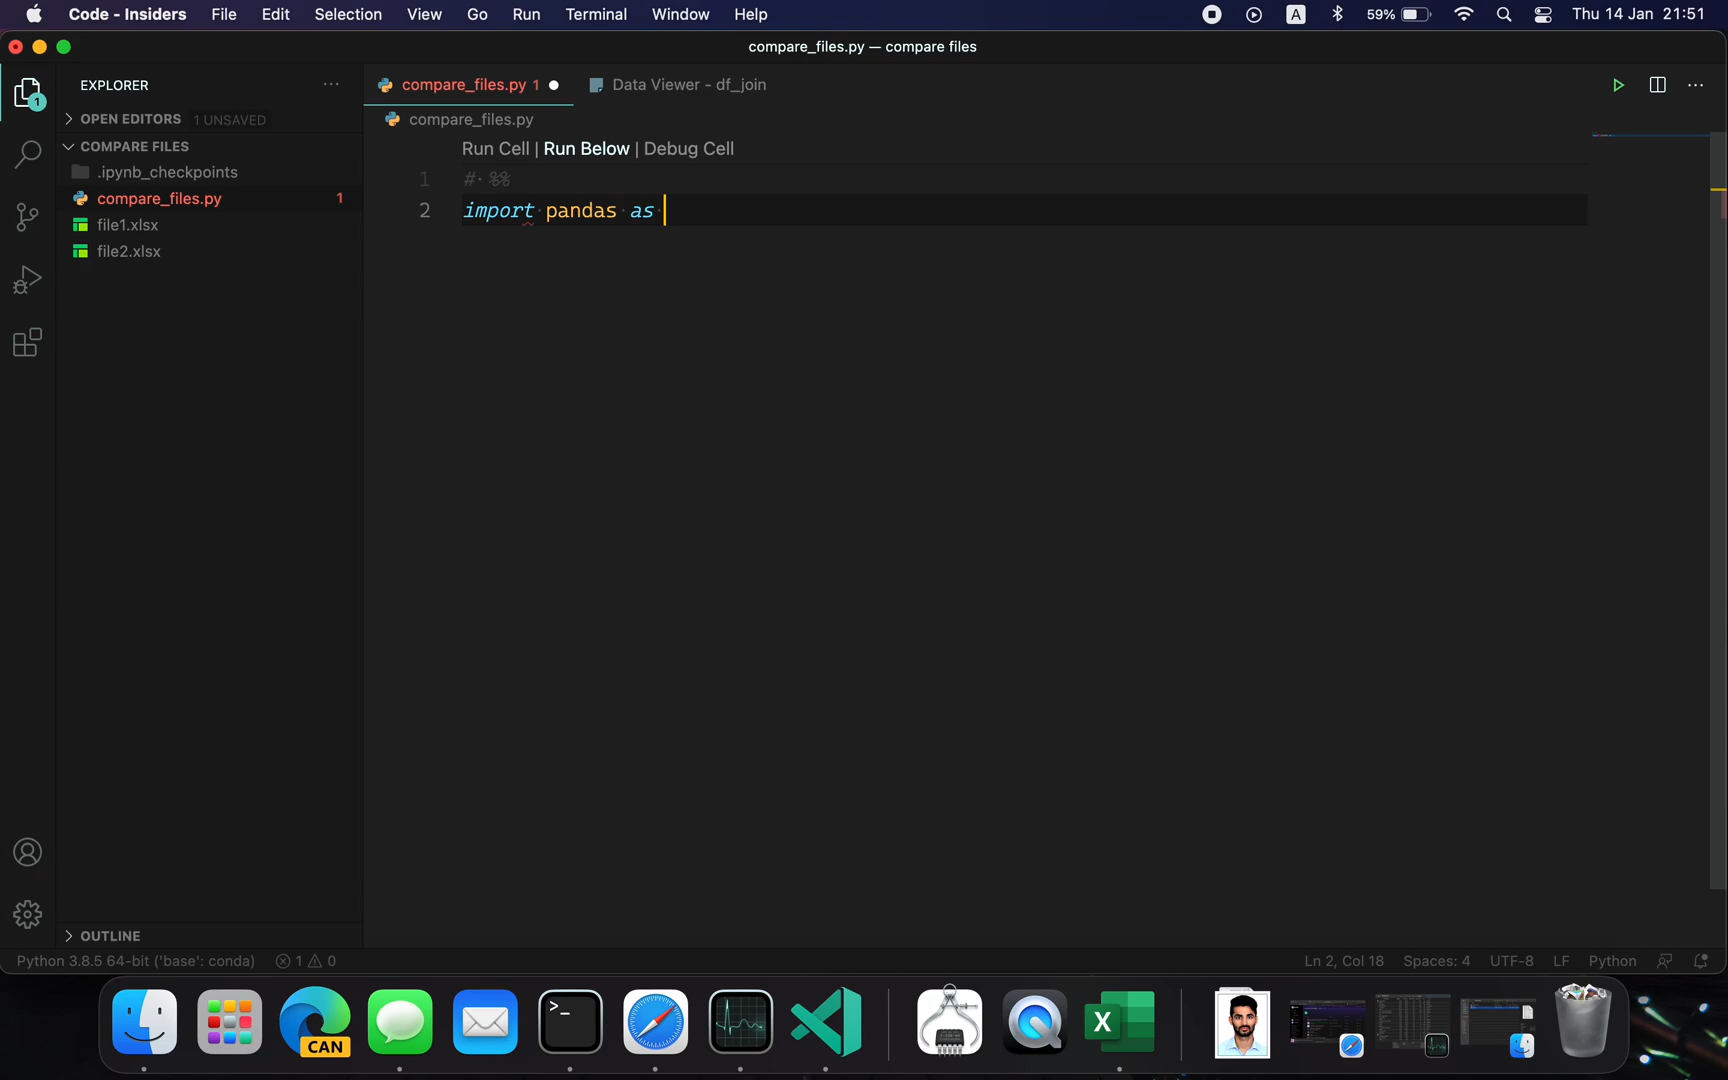 Code - Insiders File Edit Selection View Go Run Terminal Window Help
A 59% Thu 14 Jan 21:51
compare_files.py — compare files
EXPLORER
1
OPEN EDITORS 1 UNSAVED
COMPARE FILES
.ipynb_checkpoints
compare_files.py 1
file1.xlsx
file2.xlsx
OUTLINE
compare_files.py 1 Data Viewer - df_join
compare_files.py
Run Cell | Run Below | Debug Cell
1 # %%
2 import pandas as
Python 3.8.5 64-bit ('base': conda) 1 0 Ln 2, Col 18 Spaces: 4 UTF-8 LF Python
CAN
>_
X